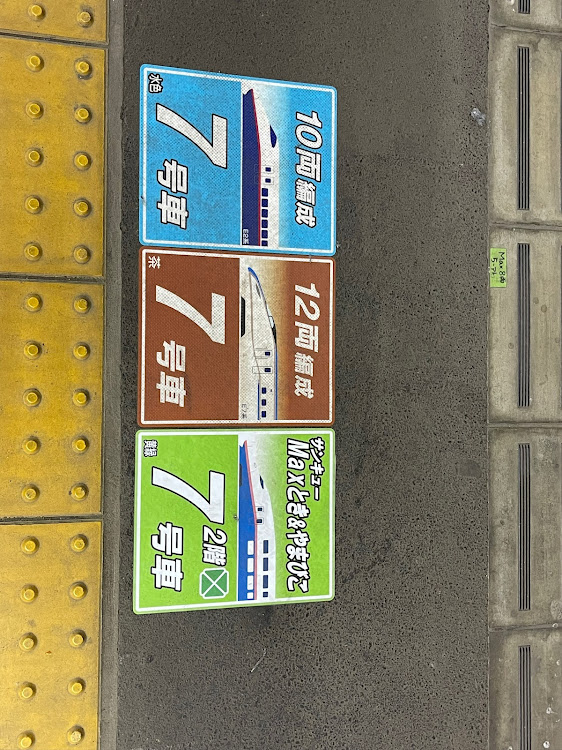 10両編成
E2系
7号車
水色
12両編成
E7系
7号車
茶
サンキュー
Maxとき&やまびこ
2階
7号車
黄緑